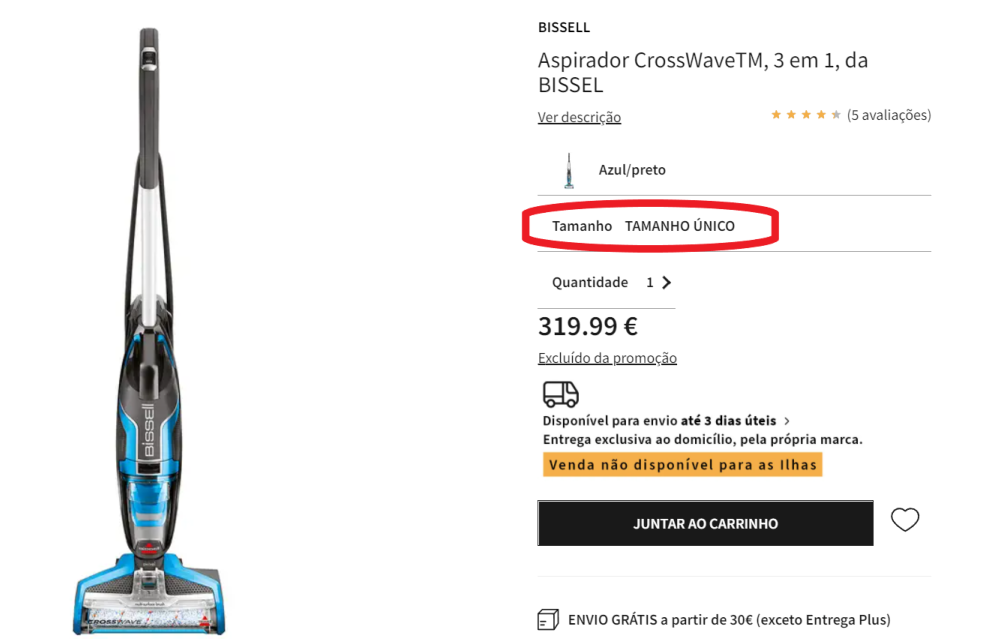 BISSELL
Aspirador CrossWaveTM, 3 em 1, da
BISSEL
Ver descrição
(5 avaliações)
Azul/preto
Tamanho TAMANHO ÚNICO
Quantidade 1
319.99 €
Excluído da promoção
Disponível para envio até 3 dias úteis
Entrega exclusiva ao domicílio, pela própria marca.
Venda não disponível para as Ilhas
JUNTAR AO CARRINHO
ENVIO GRÁTIS a partir de 30€ (exceto Entrega Plus)
BISSELL
CROSSWAVE